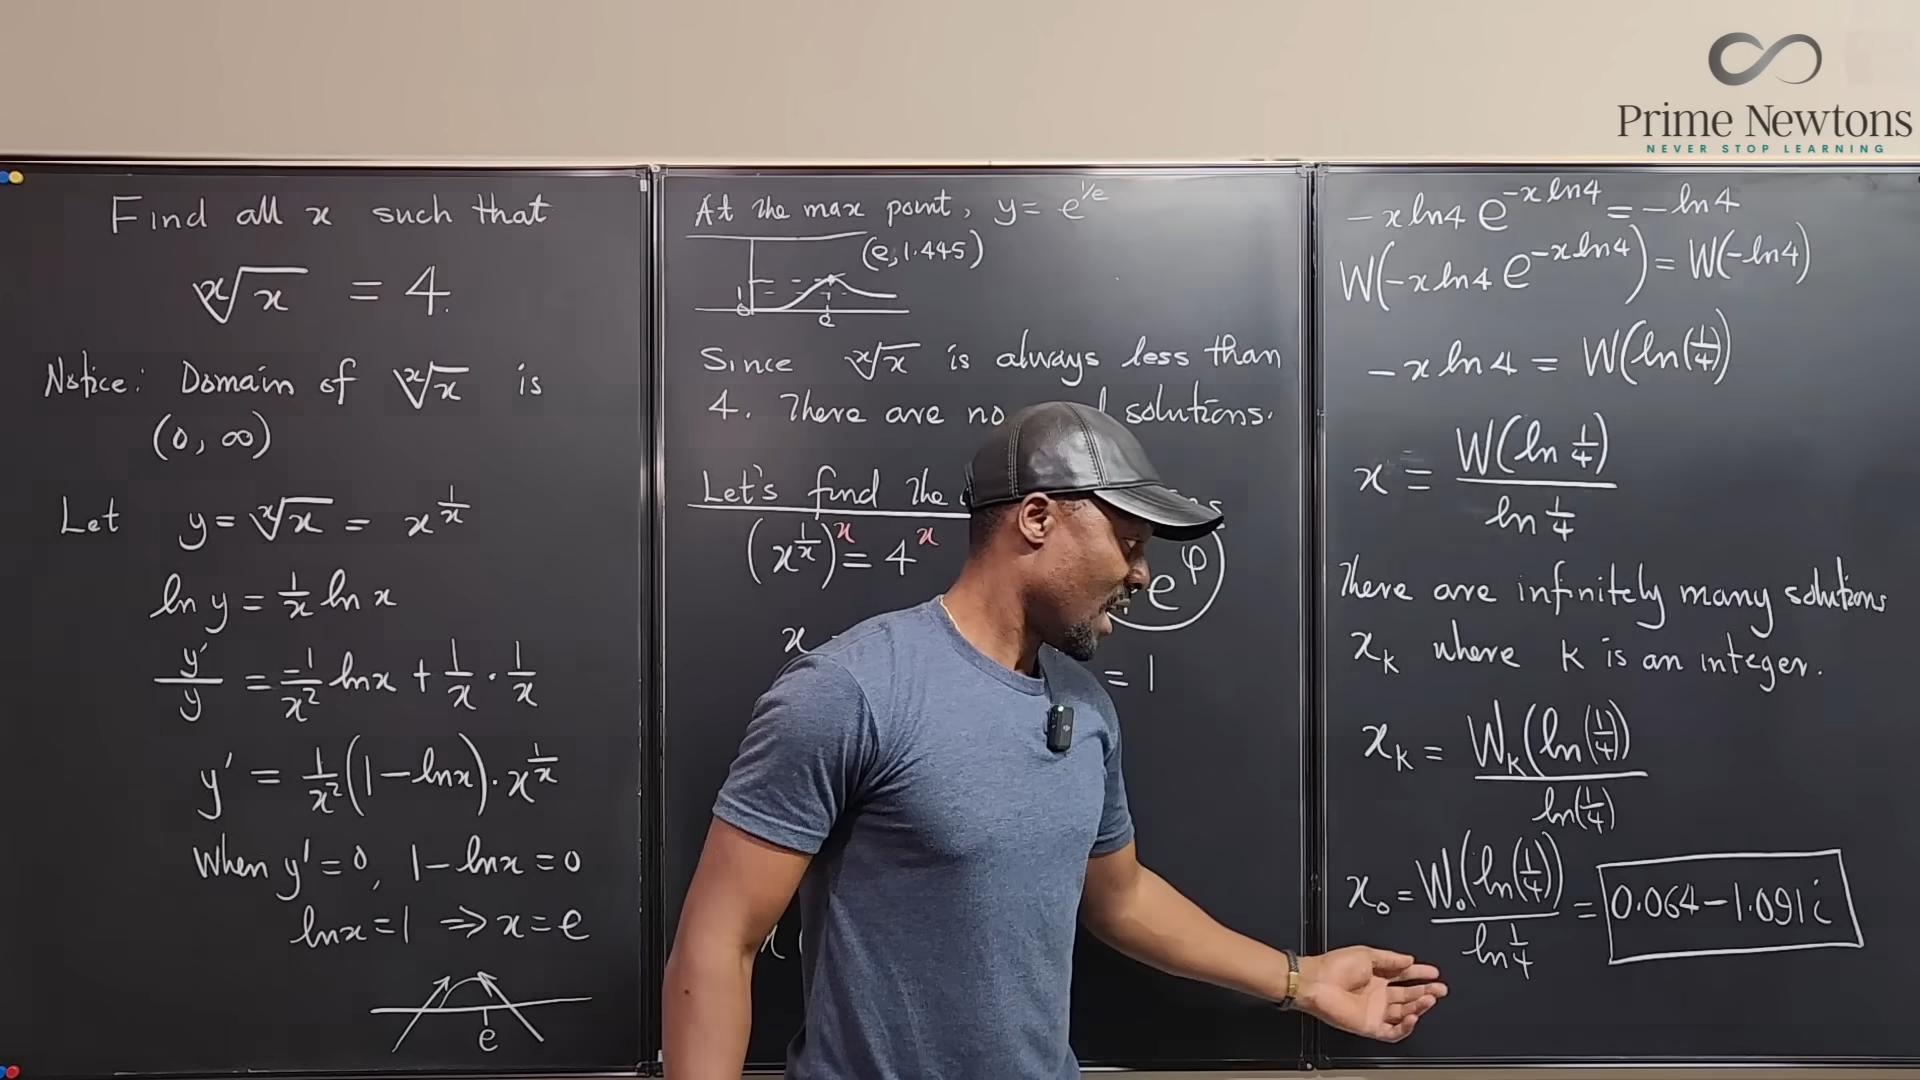 Prime Newtons
NEVER STOP LEARNING
Find all x such that
ˣ√x = 4.
Notice: Domain of ˣ√x is
(0, ∞)
Let y = ˣ√x = x^(1/x)
ln y = 1/x ln x
y'/y = -1/x² ln x + 1/x · 1/x
y' = 1/x² (1 - ln x) · x^(1/x)
When y' = 0, 1 - ln x = 0
ln x = 1 ⇒ x = e
e
At the max point, y = e^(1/e)
(e, 1.445)
1
0
e
Since ˣ√x is always less than
4. There are no solutions.
Let's find the
(x^(1/x))^x = 4^x
e^φ
x
= 1
-x ln4 e^(-x ln4) = -ln4
W(-x ln4 e^(-x ln4)) = W(-ln4)
-x ln4 = W(ln(1/4))
x = W(ln 1/4) / ln 1/4
There are infinitely many solutions
x_k where k is an integer.
x_k = W_k(ln(1/4)) / ln(1/4)
x₀ = W₀(ln(1/4)) / ln 1/4 = 0.064 - 1.091i